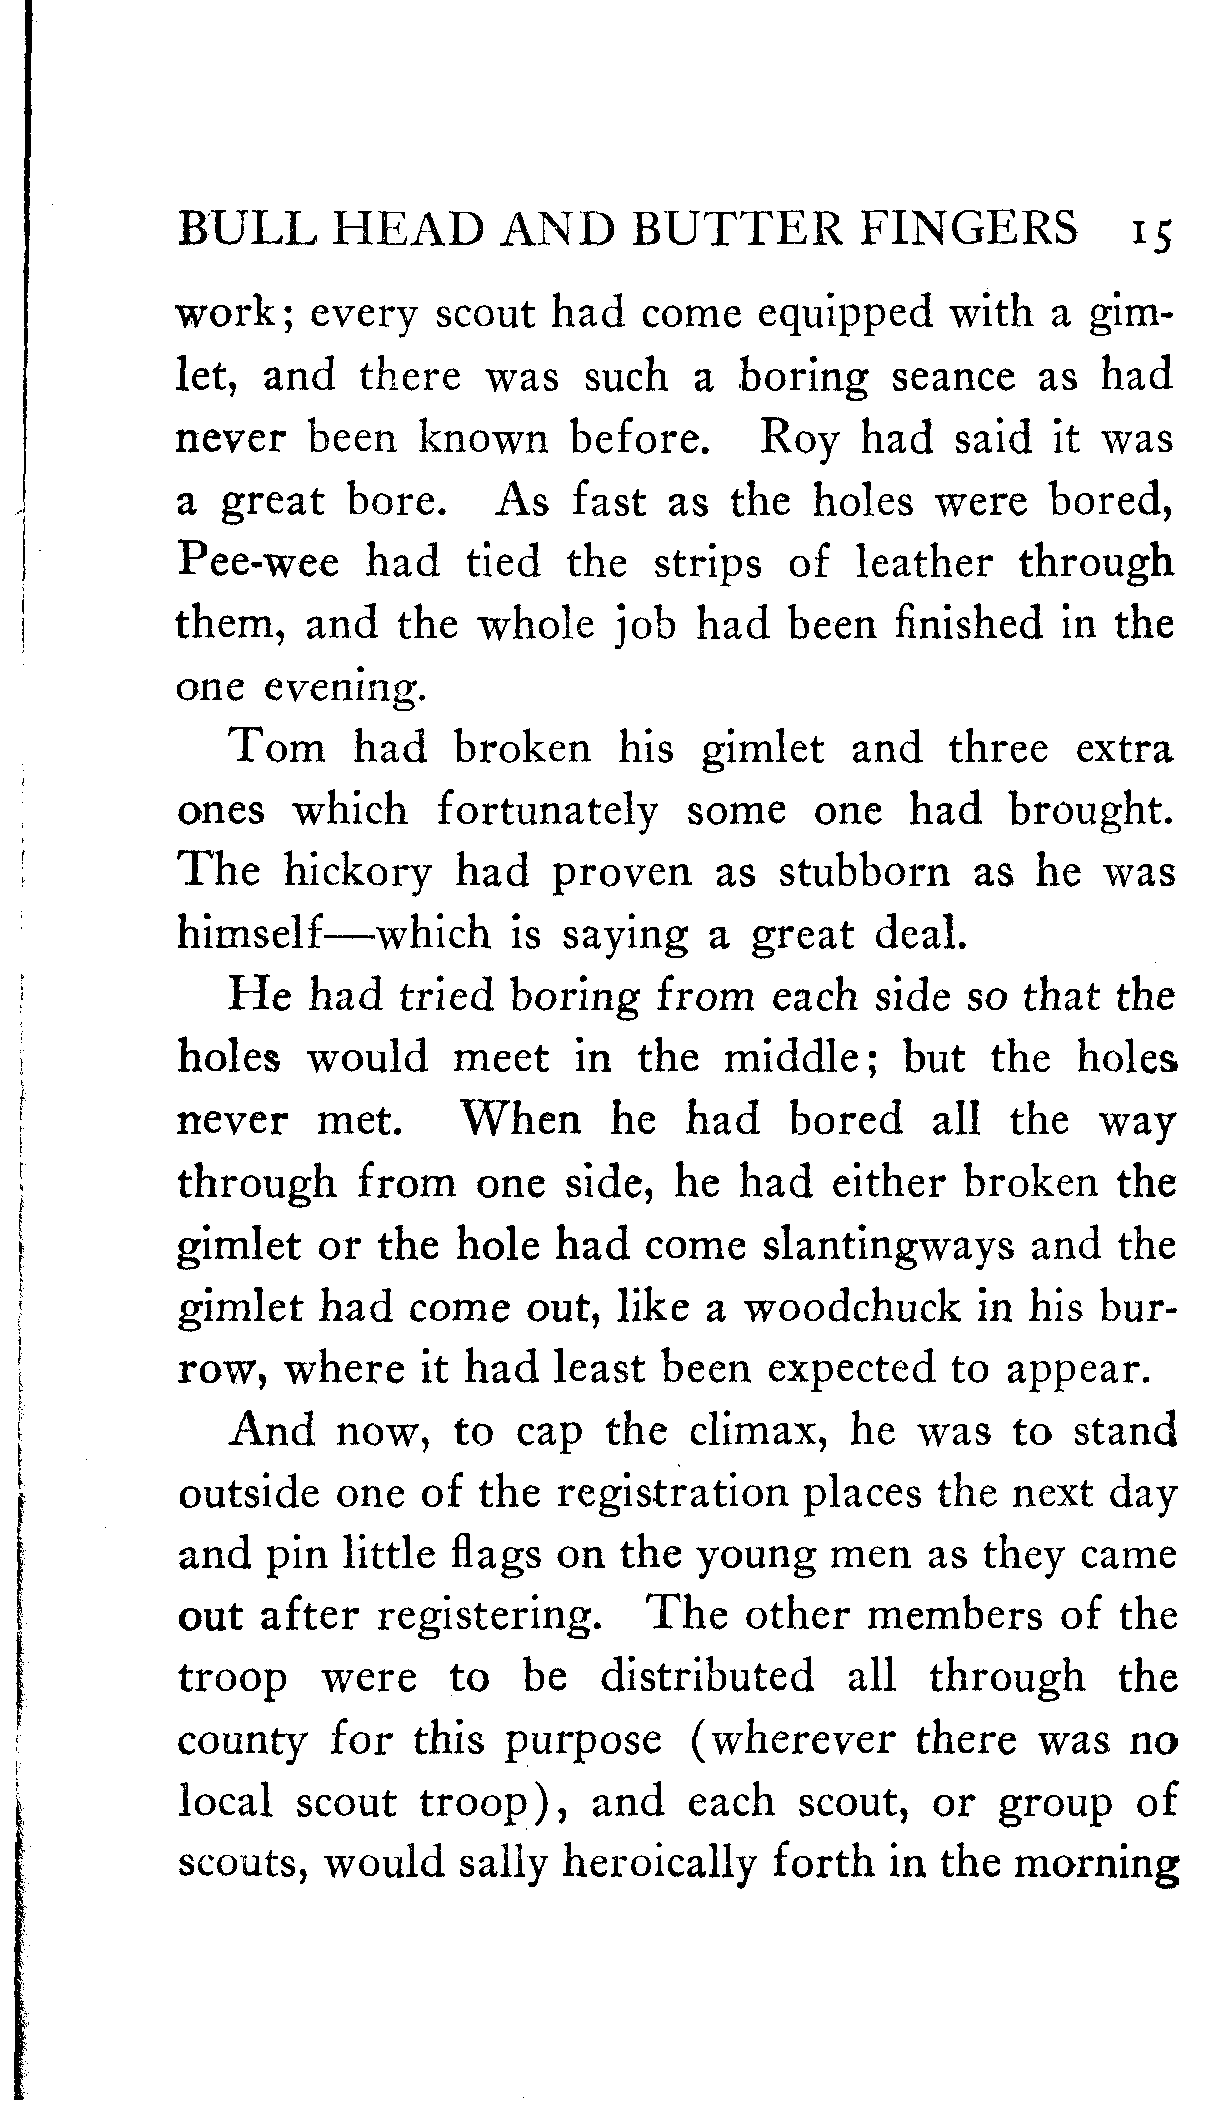 BULL HEAD AND BUTTER FINGERS 15
work; every scout had come equipped with a gim-
let, and there was such a boring seance as had
never been known before. Roy had said it was
a great bore. As fast as the holes were bored,
Pee-wee had tied the strips of leather through
them, and the whole job had been finished in the
one evening.
Tom had broken his gimlet and three extra
ones which fortunately some one had brought.
The hickory had proven as stubborn as he was
himself—which is saying a great deal.
He had tried boring from each side so that the
holes would meet in the middle; but the holes
never met. When he had bored all the way
through from one side, he had either broken the
gimlet or the hole had come slantingways and the
gimlet had come out, like a woodchuck in his bur-
row, where it had least been expected to appear.
And now, to cap the climax, he was to stand
outside one of the registration places the next day
and pin little flags on the young men as they came
out after registering. The other members of the
troop were to be distributed all through the
county for this purpose (wherever there was no
local scout troop), and each scout, or group of
scouts, would sally heroically forth in the morning